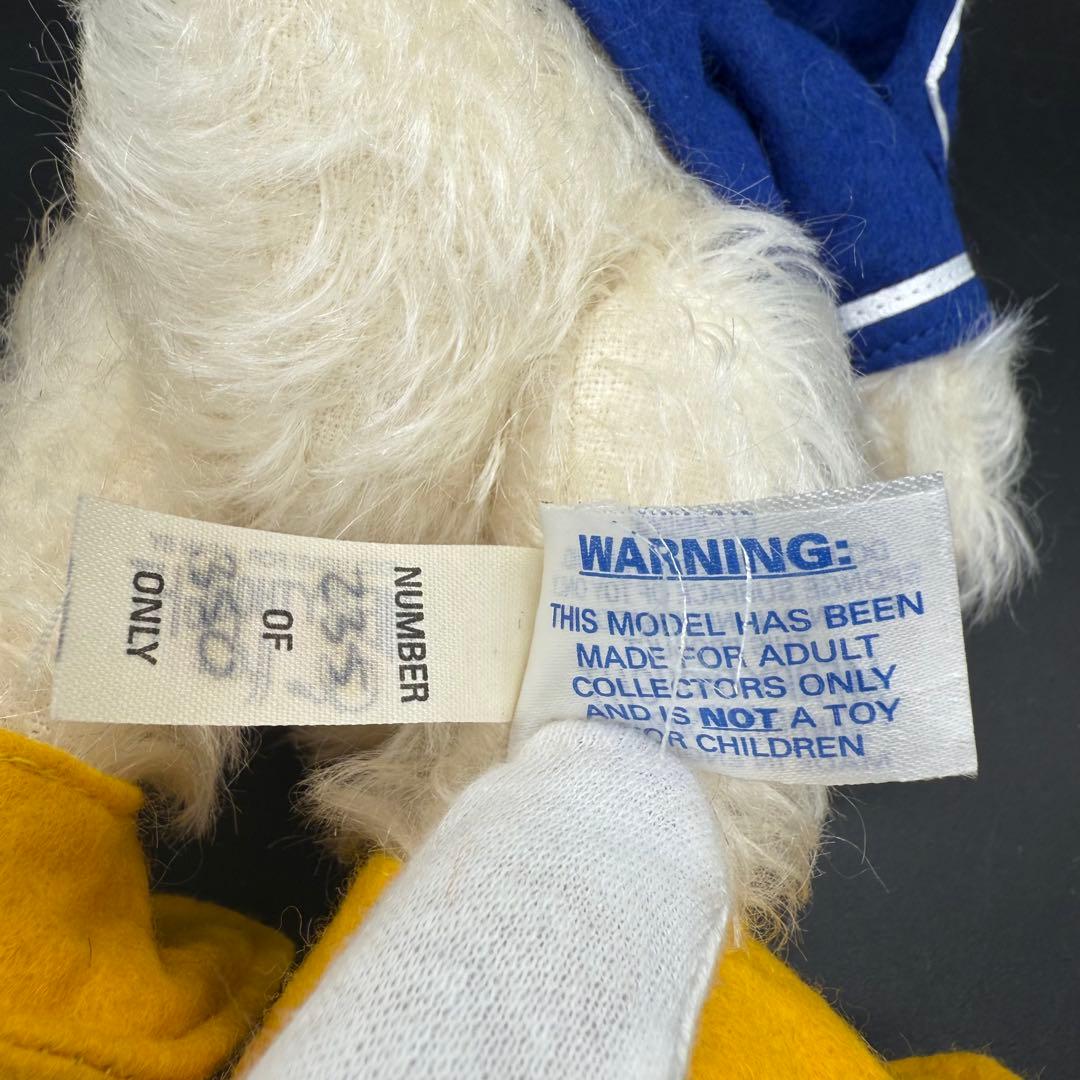 NUMBER
235
OF
350
ONLY
WARNING:
THIS MODEL HAS BEEN
MADE FOR ADULT
COLLECTORS ONLY
AND IS NOT A TOY
FOR CHILDREN